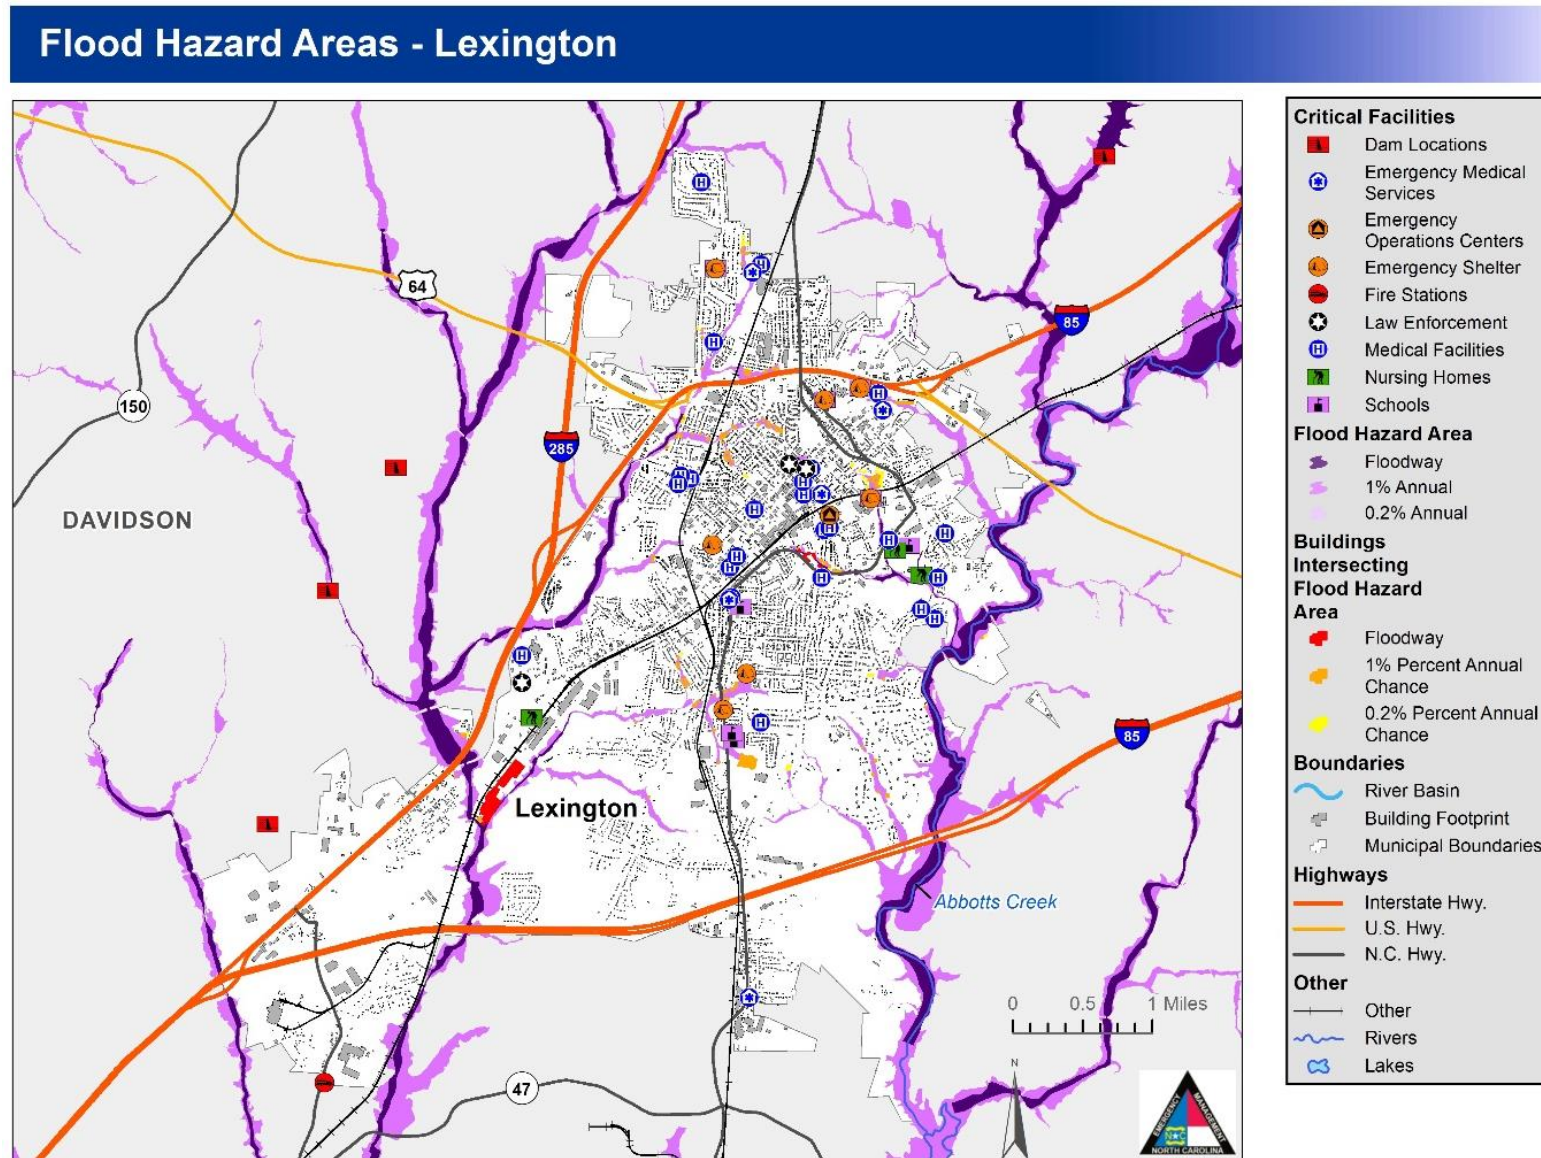 Flood Hazard Areas - Lexington
64
85
150
285
DAVIDSON
85
Lexington
Abbotts Creek
0 0.5 1 Miles
47
N
EMERGENCY
MANAGEMENT
N C
NORTH CAROLINA
Critical Facilities
Dam Locations
Emergency Medical
Services
Emergency
Operations Centers
Emergency Shelter
Fire Stations
Law Enforcement
Medical Facilities
Nursing Homes
Schools
Flood Hazard Area
Floodway
1% Annual
0.2% Annual
Buildings
Intersecting
Flood Hazard
Area
Floodway
1% Percent Annual
Chance
0.2% Percent Annual
Chance
Boundaries
River Basin
Building Footprint
Municipal Boundaries
Highways
Interstate Hwy.
U.S. Hwy.
N.C. Hwy.
Other
Other
Rivers
Lakes